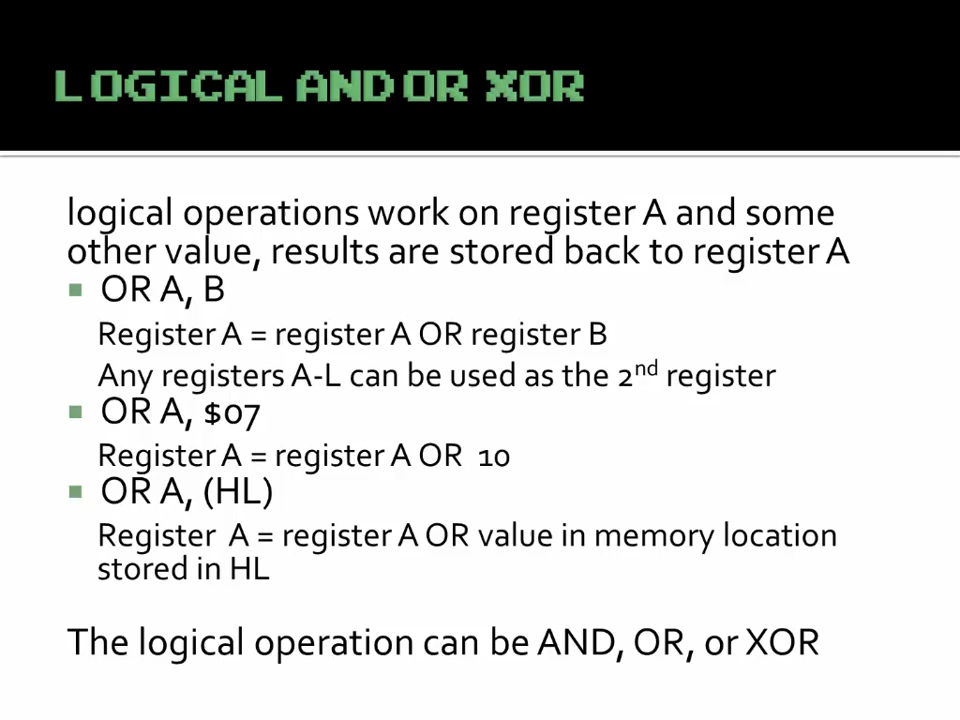 LOGICAL AND OR XOR
logical operations work on register A and some
other value, results are stored back to register A
OR A, B
Register A = register A OR register B
Any registers A-L can be used as the 2nd register
OR A, $07
Register A = register A OR 10
OR A, (HL)
Register A = register A OR value in memory location
stored in HL
The logical operation can be AND, OR, or XOR